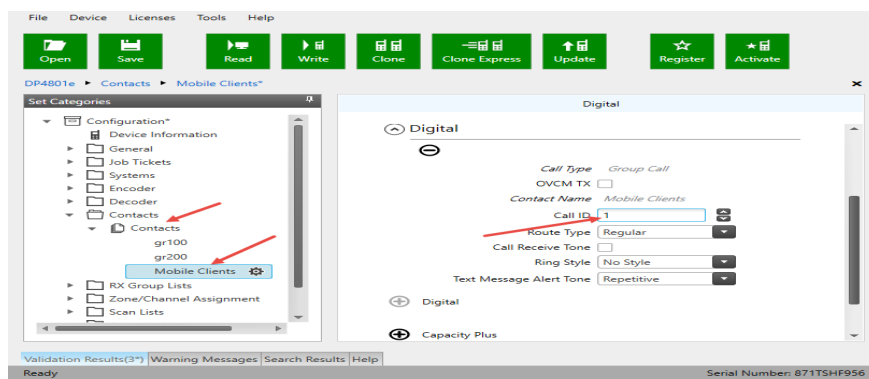 File Device Licenses Tools Help
Open Save Read Write Clone Clone Express Update Register Activate
DP4801e Contacts Mobile Clients*
Set Categories
Configuration*
Device Information
General
Job Tickets
Systems
Encoder
Decoder
Contacts
Contacts
gr100
gr200
Mobile Clients
RX Group Lists
Zone/Channel Assignment
Scan Lists
Digital
Digital
Call Type Group Call
OVCM TX
Contact Name Mobile Clients
Call ID 1
Route Type Regular
Call Receive Tone
Ring Style No Style
Text Message Alert Tone Repetitive
Digital
Capacity Plus
Validation Results(3*) Warning Messages Search Results Help
Ready Serial Number: 871TSHF956